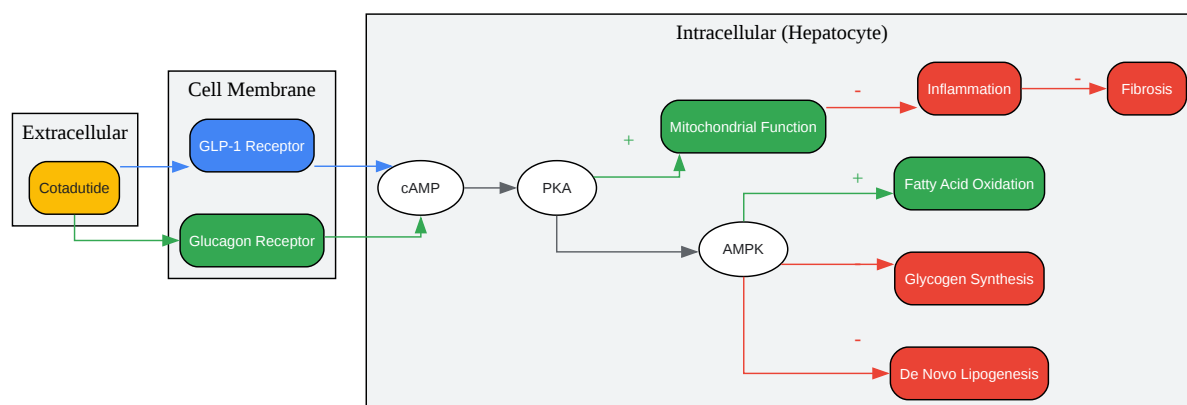 Extracellular
Cotadutide
Cell Membrane
GLP-1 Receptor
Glucagon Receptor
Intracellular (Hepatocyte)
cAMP
PKA
+
Mitochondrial Function
-
Inflammation
-
Fibrosis
AMPK
+
Fatty Acid Oxidation
-
Glycogen Synthesis
-
De Novo Lipogenesis